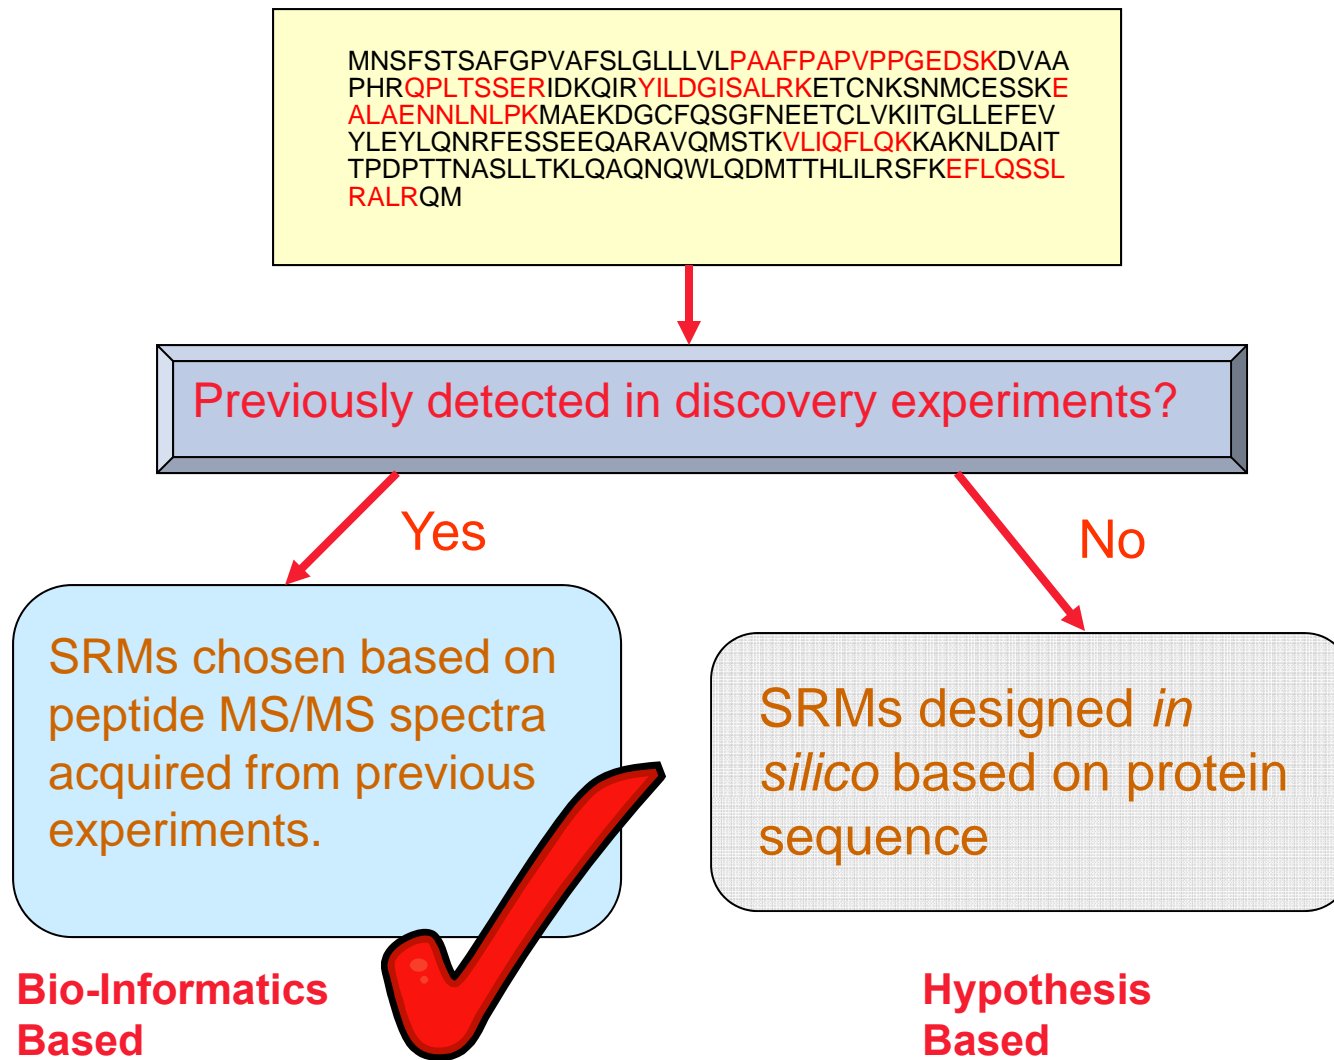 MNSFSTSAFGPVAFSLGLLLVLPAAFPAPVPPGEDSKDVAA
PHRQPLTSSERIDKQIRYILDGISALRKETCNKSNMCESSKE
ALAENNLNLPKMAEKDGCFQSGFNEETCLVKIITGLLEFEV
YLEYLQNRFESSEEQARAVQMSTKVLIQFLQKKAKNLDAIT
TPDPTTNASLLTKLQAQNQWLQDMTTHLILRSFKEFLQSSL
RALRQM
Previously detected in discovery experiments?
Yes
No
SRMs chosen based on
peptide MS/MS spectra
acquired from previous
experiments.
SRMs designed in
silico based on protein
sequence
Bio-Informatics
Based
Hypothesis
Based